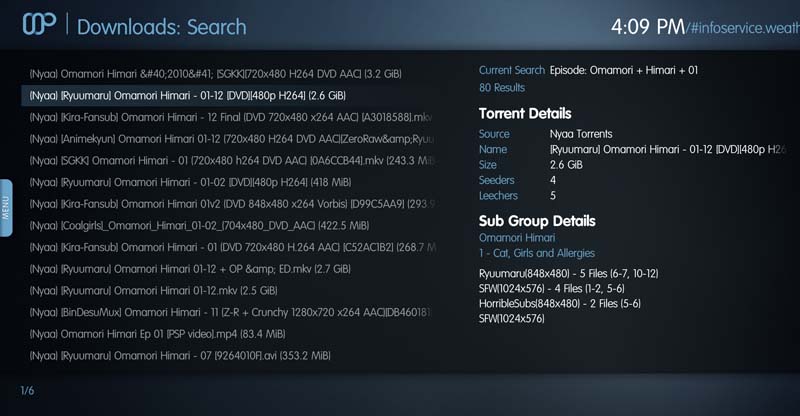 Downloads: Search
4:09 PM/#infoservice.weath
(Nyaa) Omamori Himari &#40;2010&#41; [SGKK][720x480 H264 DVD AAC] (3.2 GiB)
(Nyaa) [Ryuumaru] Omamori Himari - 01-12 [DVD][480p H264] (2.6 GiB)
(Nyaa) [Kira-Fansub] Omamori Himari - 12 Final (DVD 720x480 x264 AAC) [A3018588].mkv
(Nyaa) [Animekyun] Omamori Himari 01-12 (720x480 H264 DVD AAC)[ZeroRaw&amp;Ryuu
(Nyaa) [SGKK] Omamori Himari - 01 (720x480 h264 DVD AAC) [0A6CCB44].mkv (243.3 MiB
(Nyaa) [Ryuumaru] Omamori Himari - 01-02 [DVD][480p H264] (418 MiB)
(Nyaa) [Kira-Fansub] Omamori Himari 01v2 (DVD 848x480 x264 Vorbis) [D99C5AA9] (293.9
(Nyaa) [Coalgirls]_Omamori_Himari_01-02_(704x480_DVD_AAC) (422.5 MiB)
(Nyaa) [Kira-Fansub] Omamori Himari - 01 (DVD 720x480 H.264 AAC) [C52AC1B2] (268.7 M
(Nyaa) [Ryuumaru] Omamori Himari 01-12 + OP &amp; ED.mkv (2.7 GiB)
(Nyaa) [Ryuumaru] Omamori Himari 01-12.mkv (2.5 GiB)
(Nyaa) [BinDesuMux] Omamori Himari - 11 (Z-R + Crunchy 1280x720 x264 AAC)[DB460181
(Nyaa) Omamori Himari Ep 01 [PSP video].mp4 (83.4 MiB)
(Nyaa) [Ryuumaru] Omamori Himari - 07 [9264010F].avi (353.2 MiB)
MENU
1/6
Current Search Episode: Omamori + Himari + 01
80 Results
Torrent Details
Source Nyaa Torrents
Name [Ryuumaru] Omamori Himari - 01-12 [DVD][480p H26
Size 2.6 GiB
Seeders 4
Leechers 5
Sub Group Details
Omamori Himari
1 - Cat, Girls and Allergies
Ryuumaru(848x480) - 5 Files (6-7, 10-12)
SFW(1024x576) - 4 Files (1-2, 5-6)
HorribleSubs(848x480) - 2 Files (5-6)
SFW(1024x576)